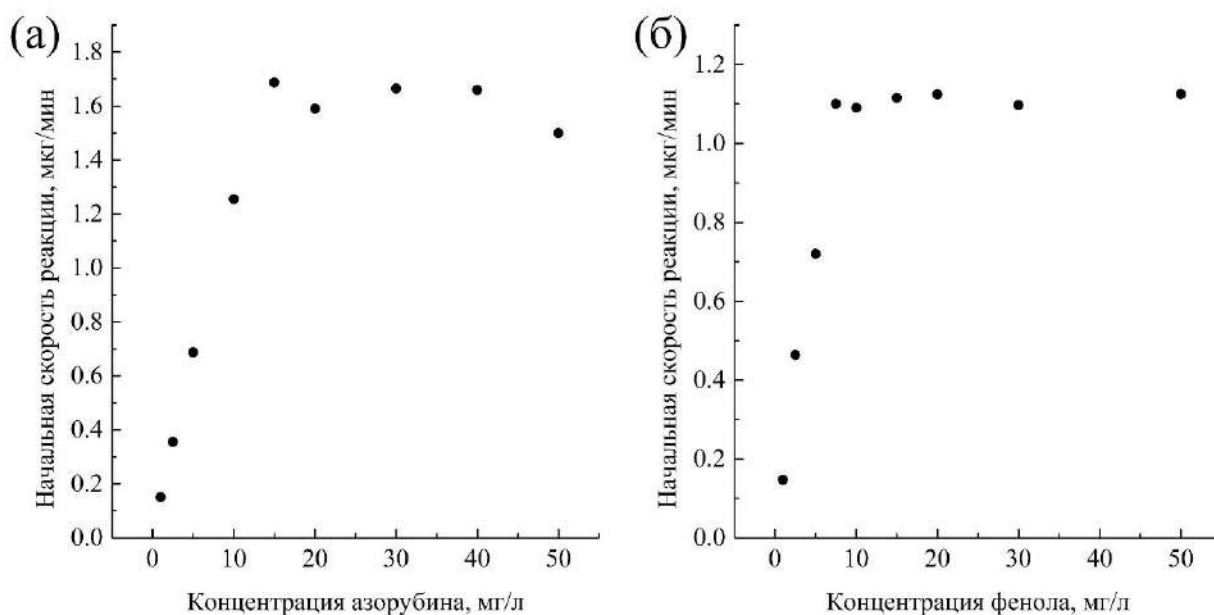 (а)
Начальная скорость реакции, мкг/мин
1.8
1.6
1.4
1.2
1.0
0.8
0.6
0.4
0.2
0.0
0 10 20 30 40 50
Концентрация азорубина, мг/л
(б)
Начальная скорость реакции, мкг/мин
1.2
1.0
0.8
0.6
0.4
0.2
0.0
0 10 20 30 40 50
Концентрация фенола, мг/л